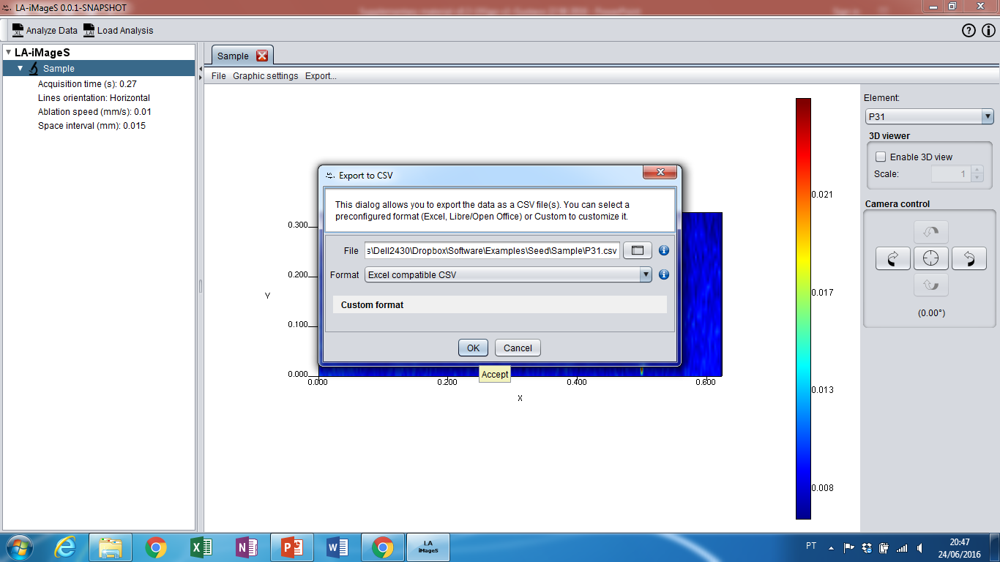 LA-iMageS 0.0.1-SNAPSHOT
Analyze Data Load Analysis
LA-iMageS
Sample
Acquisition time (s): 0.27
Lines orientation: Horizontal
Ablation speed (mm/s): 0.01
Space interval (mm): 0.015
Sample
File Graphic settings Export...
Element:
P31
3D viewer
Enable 3D view
Scale: 1
Camera control
(0.00°)
Export to CSV
This dialog allows you to export the data as a CSV file(s). You can select a
preconfigured format (Excel, Libre/Open Office) or Custom to customize it.
File s\Dell2430\Dropbox\Software\Examples\Seed\Sample\P31.csv
Format Excel compatible CSV
Custom format
OK Cancel
Accept
0.300
0.200
Y
0.100
0.000
0.000 0.200 0.400 0.600
X
0.021
0.017
0.013
0.008
LA
iMageS
PT
20:47
24/06/2016